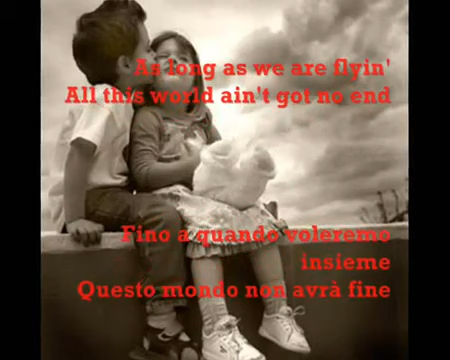 As long as we are flyin'
All this world ain't got no end
Fino a quando voleremo
insieme
Questo mondo non avrà fine